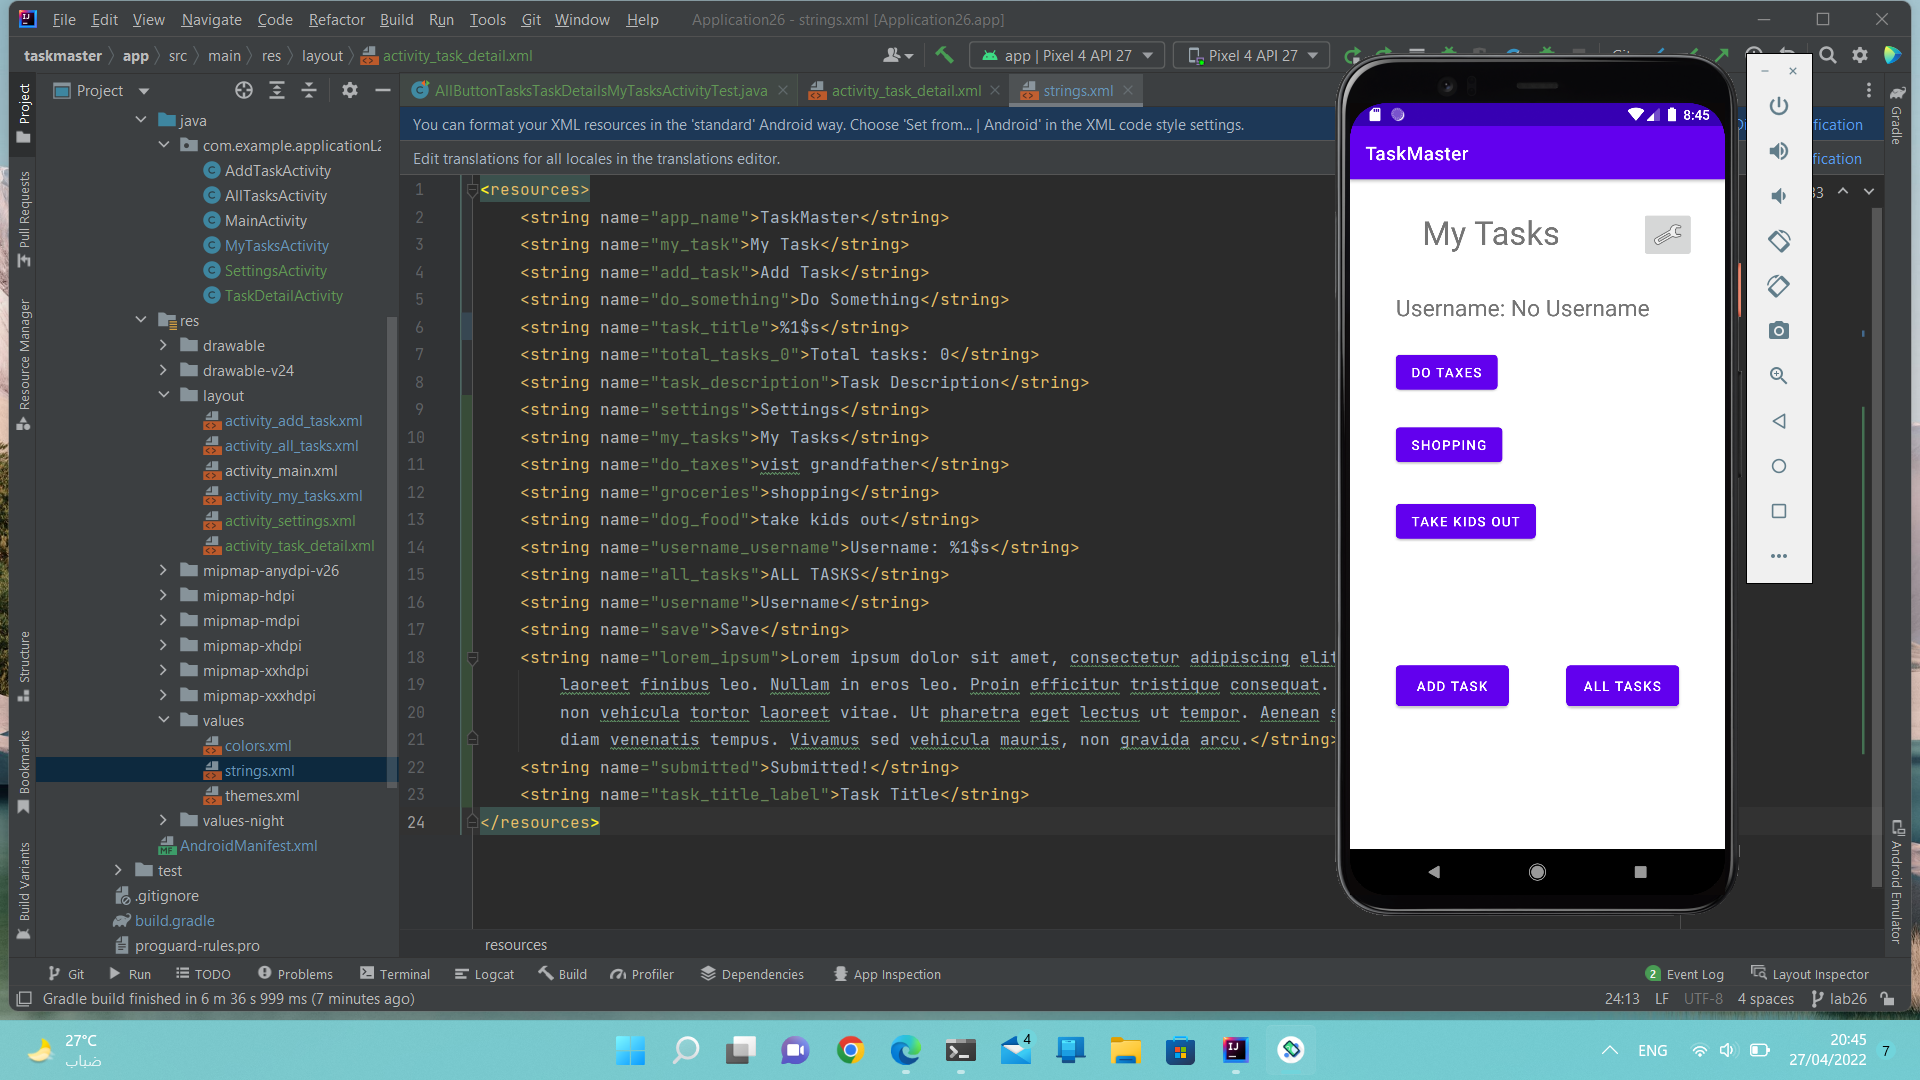 File Edit View Navigate Code Refactor Build Run Tools Git Window Help Application26 - strings.xml [Application26.app]
taskmaster app src main res layout activity_task_detail.xml app | Pixel 4 API 27 Pixel 4 API 27
Project
AllButtonTasksTaskDetailsMyTasksActivityTest.java activity_task_detail.xml strings.xml
You can format your XML resources in the 'standard' Android way. Choose 'Set from... | Android' in the XML code style settings.
Edit translations for all locales in the translations editor.
java
com.example.applicationL2
AddTaskActivity
AllTasksActivity
MainActivity
MyTasksActivity
SettingsActivity
TaskDetailActivity
res
drawable
drawable-v24
layout
activity_add_task.xml
activity_all_tasks.xml
activity_main.xml
activity_my_tasks.xml
activity_settings.xml
activity_task_detail.xml
mipmap-anydpi-v26
mipmap-hdpi
mipmap-mdpi
mipmap-xhdpi
mipmap-xxhdpi
mipmap-xxxhdpi
values
colors.xml
strings.xml
themes.xml
values-night
AndroidManifest.xml
test
.gitignore
build.gradle
proguard-rules.pro
Project
Pull Requests
Resource Manager
Structure
Bookmarks
Build Variants
1 <resources>
2 <string name="app_name">TaskMaster</string>
3 <string name="my_task">My Task</string>
4 <string name="add_task">Add Task</string>
5 <string name="do_something">Do Something</string>
6 <string name="task_title">%1$s</string>
7 <string name="total_tasks_0">Total tasks: 0</string>
8 <string name="task_description">Task Description</string>
9 <string name="settings">Settings</string>
10 <string name="my_tasks">My Tasks</string>
11 <string name="do_taxes">vist grandfather</string>
12 <string name="groceries">shopping</string>
13 <string name="dog_food">take kids out</string>
14 <string name="username_username">Username: %1$s</string>
15 <string name="all_tasks">ALL TASKS</string>
16 <string name="username">Username</string>
17 <string name="save">Save</string>
18 <string name="lorem_ipsum">Lorem ipsum dolor sit amet, consectetur adipiscing elit
19 laoreet finibus leo. Nullam in eros leo. Proin efficitur tristique consequat.
20 non vehicula tortor laoreet vitae. Ut pharetra eget lectus ut tempor. Aenean
21 diam venenatis tempus. Vivamus sed vehicula mauris, non gravida arcu.</string>
22 <string name="submitted">Submitted!</string>
23 <string name="task_title_label">Task Title</string>
24 </resources>
resources
8:45
TaskMaster
My Tasks
Username: No Username
DO TAXES
SHOPPING
TAKE KIDS OUT
ADD TASK ALL TASKS
Gradle
Android Emulator
Git Run TODO Problems Terminal Logcat Build Profiler Dependencies App Inspection 2 Event Log Layout Inspector
Gradle build finished in 6 m 36 s 999 ms (7 minutes ago) 24:13 LF UTF-8 4 spaces lab26
27°C
ضباب
4
ENG
20:45
27/04/2022
7